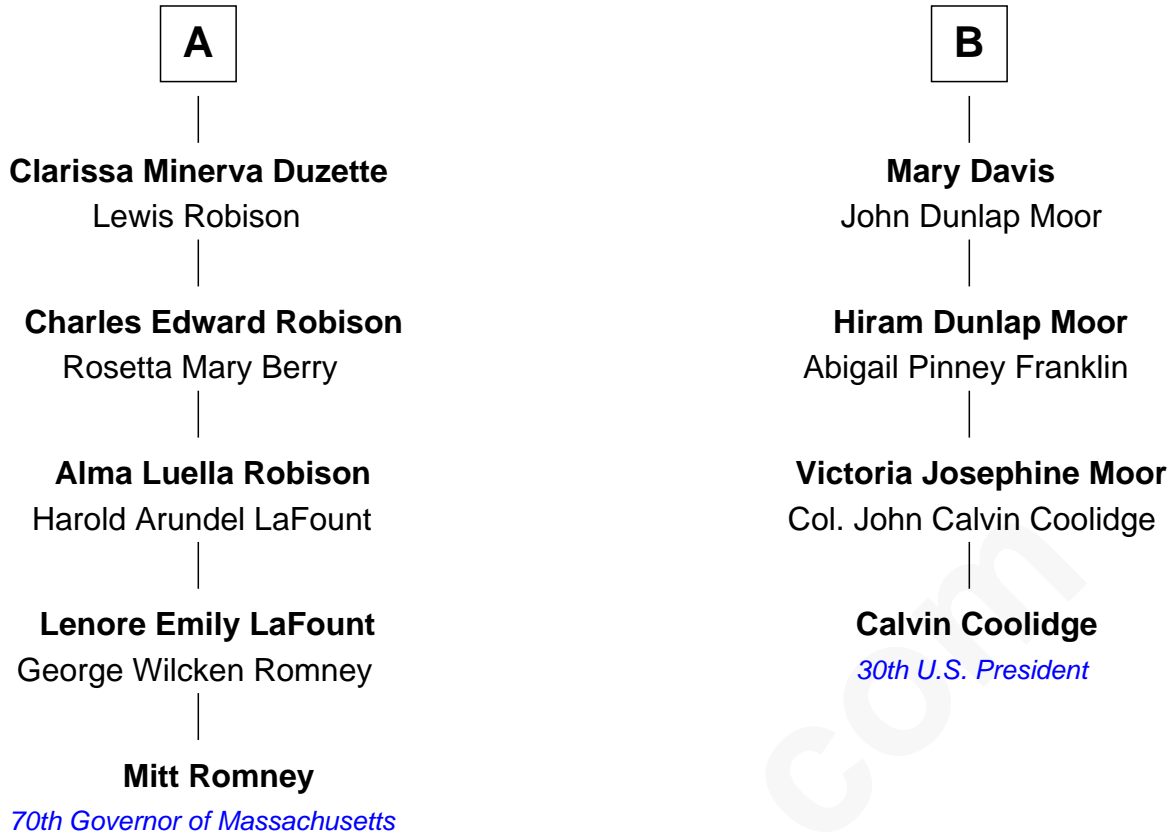 A
Clarissa Minerva Duzette
Lewis Robison
Charles Edward Robison
Rosetta Mary Berry
Alma Luella Robison
Harold Arundel LaFount
Lenore Emily LaFount
George Wilcken Romney
Mitt Romney
70th Governor of Massachusetts
B
Mary Davis
John Dunlap Moor
Hiram Dunlap Moor
Abigail Pinney Franklin
Victoria Josephine Moor
Col. John Calvin Coolidge
Calvin Coolidge
30th U.S. President
com